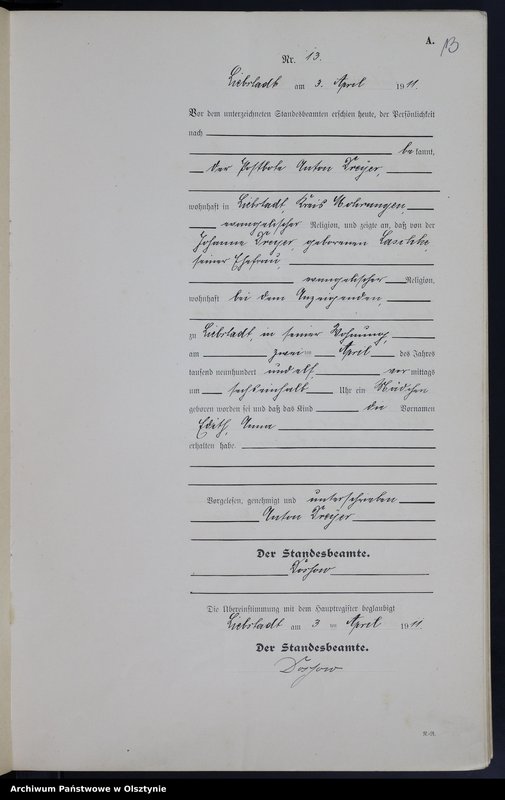 A.
13
Nr. 13.
Liebstadt am 3. April 1911.
Vor dem unterzeichneten Standesbeamten erschien heute, der Persönlichkeit
nach
bekannt,
der Postbote Anton Dreyer,
wohnhaft in Liebstadt, Kreis Mohrungen,
evangelischer Religion, und zeigte an, daß von der
Johanna Dreyer geborenen Laschke,
seiner Ehefrau
evangelischer Religion,
wohnhaft bei dem Anzeigenden,
zu Liebstadt, in seiner Wohnung,
am zweiten April des Jahres
tausend neunhundert und elf, vormittags
um sechseinhalb Uhr ein Mädchen
geboren worden sei und daß das Kind die Vornamen
Edith, Anna
erhalten habe.
Vorgelesen, genehmigt und unterschrieben
Anton Dreyer
Der Standesbeamte.
Die Übereinstimmung mit dem Hauptregister beglaubigt
Liebstadt am 3 ten April 1911.
Der Standesbeamte.
Archiwum Państwowe w Olsztynie